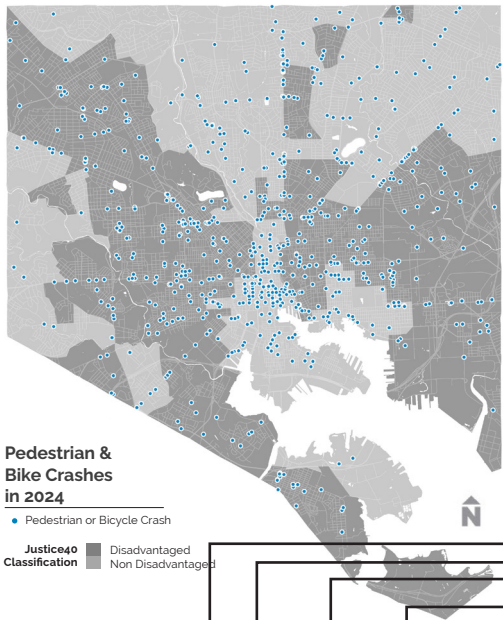 Pedestrian &
Bike Crashes
in 2024
Pedestrian or Bicycle Crash
Justice40
Classification
Disadvantaged
Non Disadvantaged
N